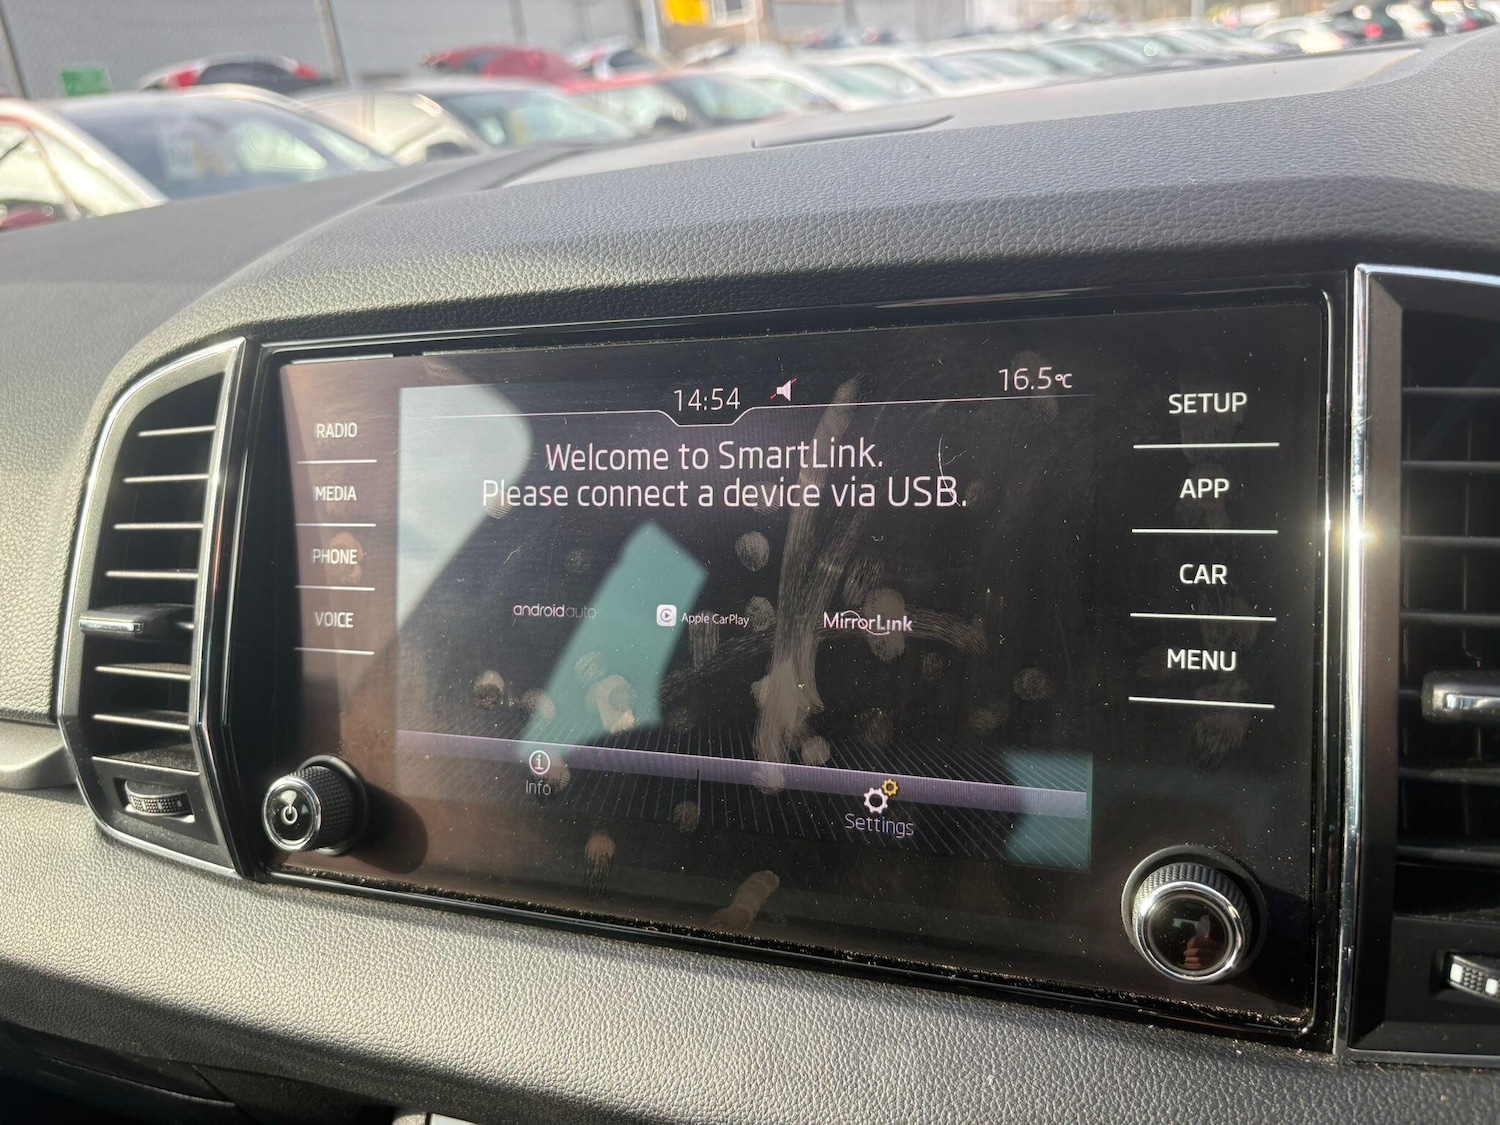 14:54
16.5°C
RADIO
MEDIA
PHONE
VOICE
Welcome to SmartLink.
Please connect a device via USB.
androidauto
Apple CarPlay
MirrorLink
Info
Settings
SETUP
APP
CAR
MENU